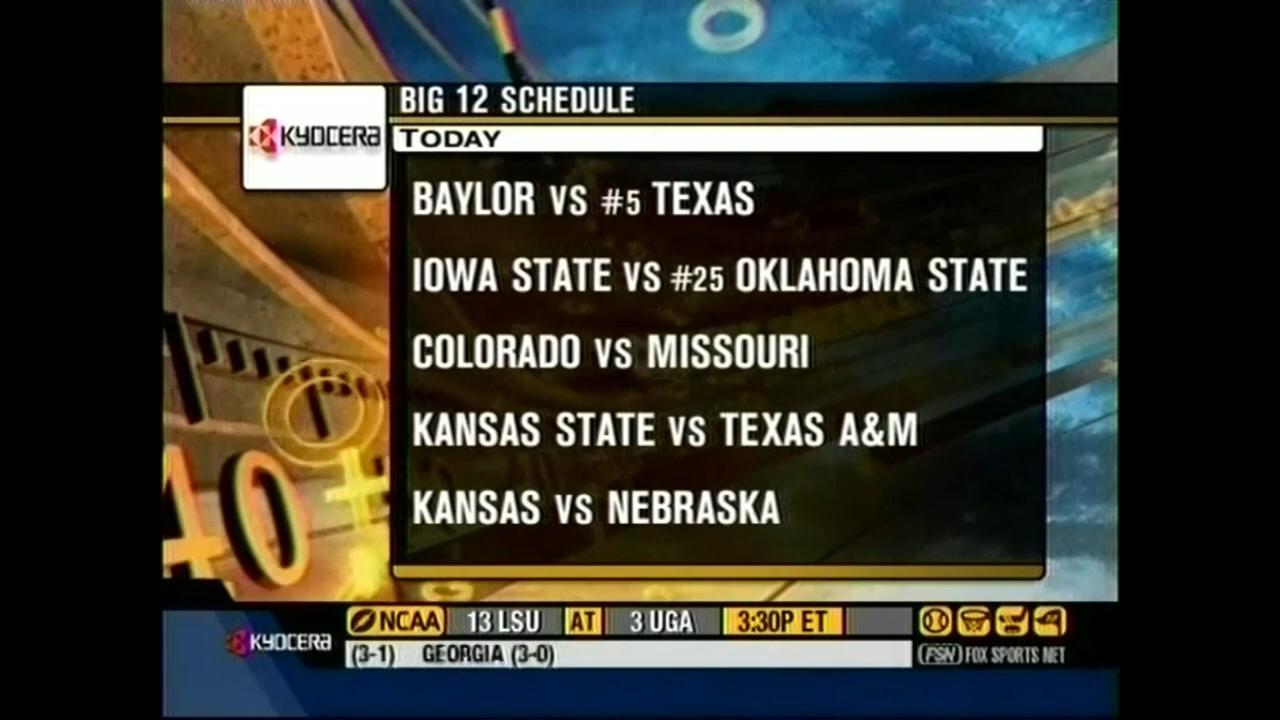 BIG 12 SCHEDULE
KYOCERA
TODAY
BAYLOR VS #5 TEXAS
IOWA STATE VS #25 OKLAHOMA STATE
COLORADO VS MISSOURI
KANSAS STATE VS TEXAS A&M
KANSAS VS NEBRASKA
40
NCAA 13 LSU AT 3 UGA 3:30P ET
KYOCERA (3-1) GEORGIA (3-0) FSN FOX SPORTS NET